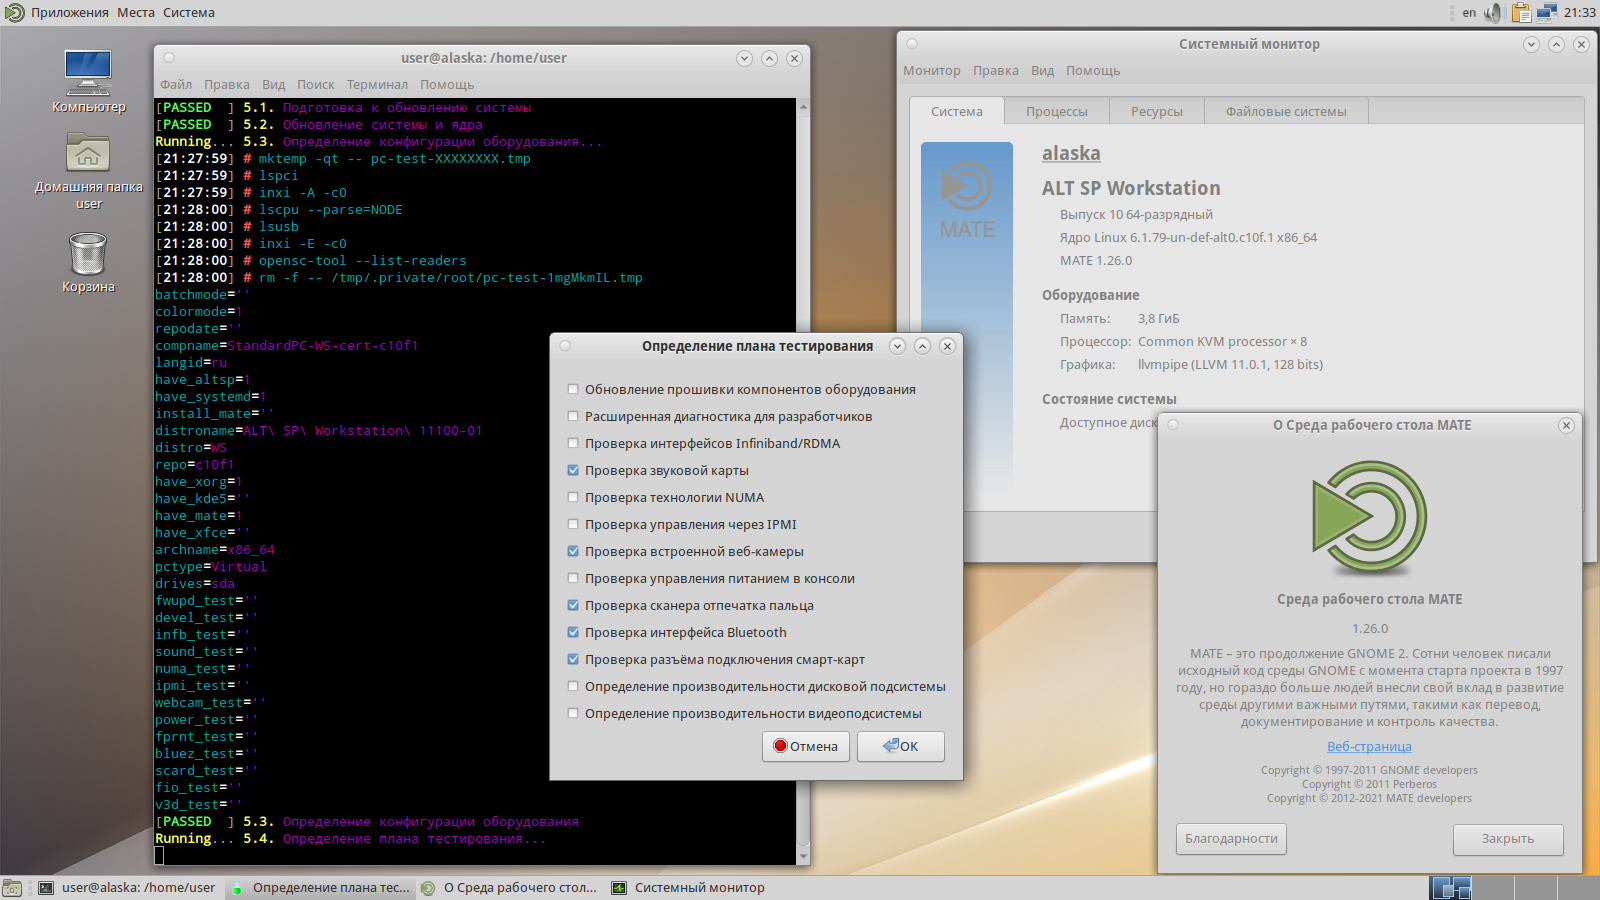 Приложения Места Система
en 21:33
Компьютер
Домашняя папка
user
Корзина
user@alaska: /home/user
Файл Правка Вид Поиск Терминал Помощь
[PASSED  ] 5.1. Подготовка к обновлению системы
[PASSED  ] 5.2. Обновление системы и ядра
Running... 5.3. Определение конфигурации оборудования...
[21:27:59] # mktemp -qt -- pc-test-XXXXXXXX.tmp
[21:27:59] # lspci
[21:27:59] # inxi -A -c0
[21:28:00] # lscpu --parse=NODE
[21:28:00] # lsusb
[21:28:00] # inxi -E -c0
[21:28:00] # opensc-tool --list-readers
[21:28:00] # rm -f -- /tmp/.private/root/pc-test-1mgMkmIL.tmp
batchmode=''
colormode=1
repodate=''
compname=StandardPC-WS-cert-c10f1
langid=ru
have_altsp=1
have_systemd=1
install_mate=''
distroname=ALT\ SP\ Workstation\ 11100-01
distro=WS
repo=c10f1
have_xorg=1
have_kde5=''
have_mate=1
have_xfce=''
archname=x86_64
pctype=Virtual
drives=sda
fwupd_test=''
devel_test=''
infb_test=''
sound_test=''
numa_test=''
ipmi_test=''
webcam_test=''
power_test=''
fprnt_test=''
bluez_test=''
scard_test=''
fio_test=''
v3d_test=''
[PASSED  ] 5.3. Определение конфигурации оборудования
Running... 5.4. Определение плана тестирования...
Определение плана тестирования
Обновление прошивки компонентов оборудования
Расширенная диагностика для разработчиков
Проверка интерфейсов Infiniband/RDMA
Проверка звуковой карты
Проверка технологии NUMA
Проверка управления через IPMI
Проверка встроенной веб-камеры
Проверка управления питанием в консоли
Проверка сканера отпечатка пальца
Проверка интерфейса Bluetooth
Проверка разъёма подключения смарт-карт
Определение производительности дисковой подсистемы
Определение производительности видеоподсистемы
Отмена OK
Системный монитор
Монитор Правка Вид Помощь
Система Процессы Ресурсы Файловые системы
MATE
alaska
ALT SP Workstation
Выпуск 10 64-разрядный
Ядро Linux 6.1.79-un-def-alt0.c10f.1 x86_64
MATE 1.26.0
Оборудование
Память: 3,8 ГиБ
Процессор: Common KVM processor × 8
Графика: llvmpipe (LLVM 11.0.1, 128 bits)
Состояние системы
Доступное диск
О Среда рабочего стола MATE
Среда рабочего стола MATE
1.26.0
MATE – это продолжение GNOME 2. Сотни человек писали
исходный код среды GNOME с момента старта проекта в 1997
году, но гораздо больше людей внесли свой вклад в развитие
среды другими важными путями, такими как перевод,
документирование и контроль качества.
Веб-страница
Copyright © 1997-2011 GNOME developers
Copyright © 2011 Perberos
Copyright © 2012-2021 MATE developers
Благодарности Закрыть
user@alaska: /home/user Определение плана тес... О Среда рабочего стол... Системный монитор